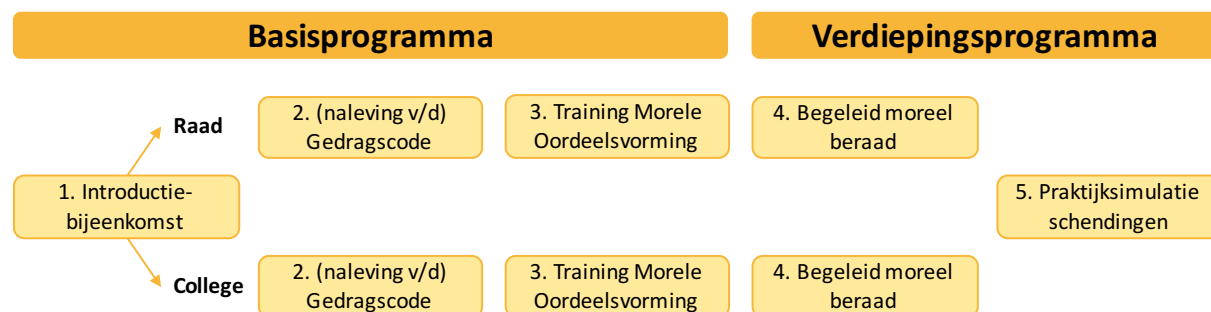 Basisprogramma
Verdiepingsprogramma
Raad
2. (naleving v/d)
Gedragscode
3. Training Morele
Oordeelsvorming
4. Begeleid moreel
beraad
1. Introductie-
bijeenkomst
5. Praktijksimulatie
schendingen
College
2. (naleving v/d)
Gedragscode
3. Training Morele
Oordeelsvorming
4. Begeleid moreel
beraad